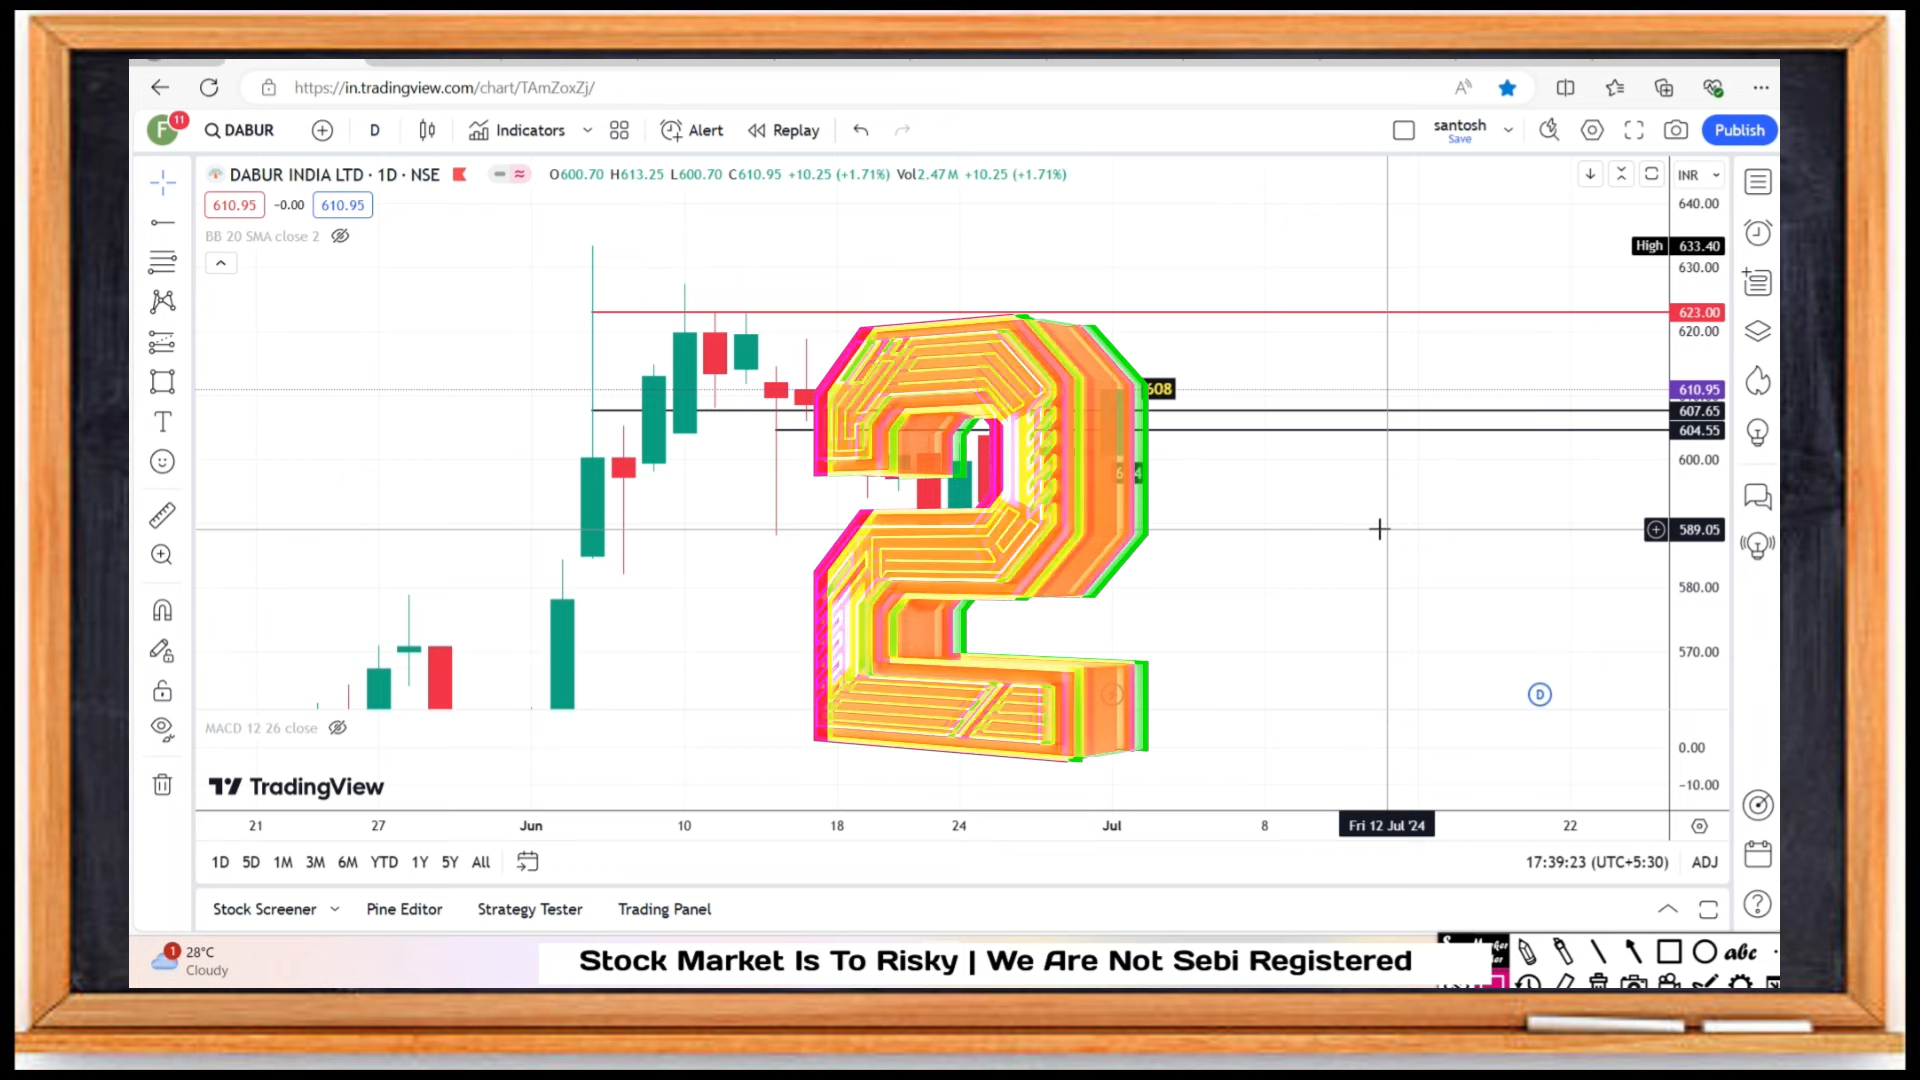 https://in.tradingview.com/chart/TAmZoxZj/
F 11 DABUR D Indicators Alert Replay santosh Save Publish
DABUR INDIA LTD · 1D · NSE O600.70 H613.25 L600.70 C610.95 +10.25 (+1.71%) Vol2.47M +10.25 (+1.71%) INR
610.95 -0.00 610.95
640.00
BB 20 SMA close 2
High 633.40
630.00
623.00
620.00
608 610.95
607.65
604.55
600.00
589.05
580.00
570.00
D
MACD 12 26 close
0.00
TradingView -10.00
21 27 Jun 10 18 24 Jul 8 Fri 12 Jul '24 22
1D 5D 1M 3M 6M YTD 1Y 5Y All 17:39:23 (UTC+5:30) ADJ
Stock Screener Pine Editor Strategy Tester Trading Panel
1 28°C
Cloudy
Stock Market Is To Risky | We Are Not Sebi Registered
abc
2